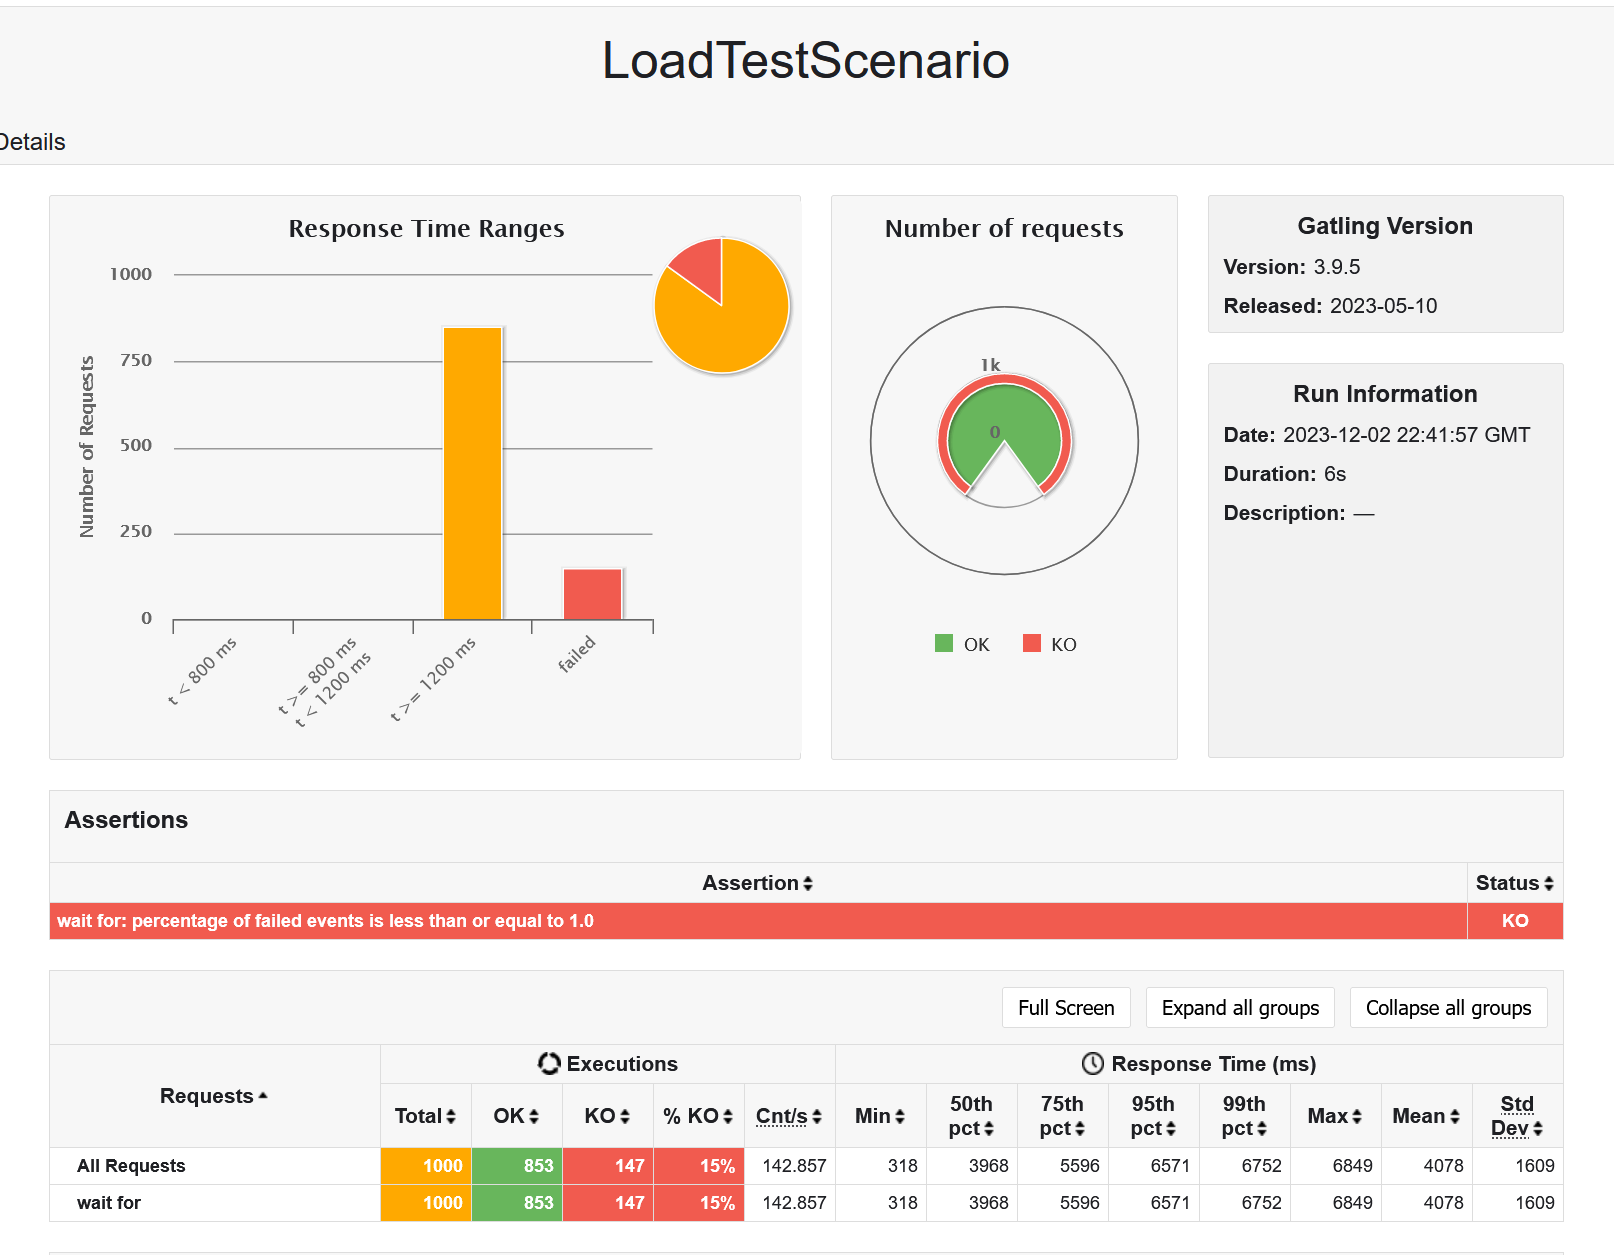 LoadTestScenario
Details
Response Time Ranges
1000
750
500
250
0
Number of Requests
t < 800 ms
t >= 800 ms
t < 1200 ms
t >= 1200 ms
failed
Number of requests
1k
0
OK
KO
Gatling Version
Version: 3.9.5
Released: 2023-05-10
Run Information
Date: 2023-12-02 22:41:57 GMT
Duration: 6s
Description: —
Assertions
Assertion Status
wait for: percentage of failed events is less than or equal to 1.0 KO
Full Screen Expand all groups Collapse all groups
Requests
Executions
Response Time (ms)
Total OK KO % KO Cnt/s Min 50th pct 75th pct 95th pct 99th pct Max Mean Std Dev
All Requests 1000 853 147 15% 142.857 318 3968 5596 6571 6752 6849 4078 1609
wait for 1000 853 147 15% 142.857 318 3968 5596 6571 6752 6849 4078 1609